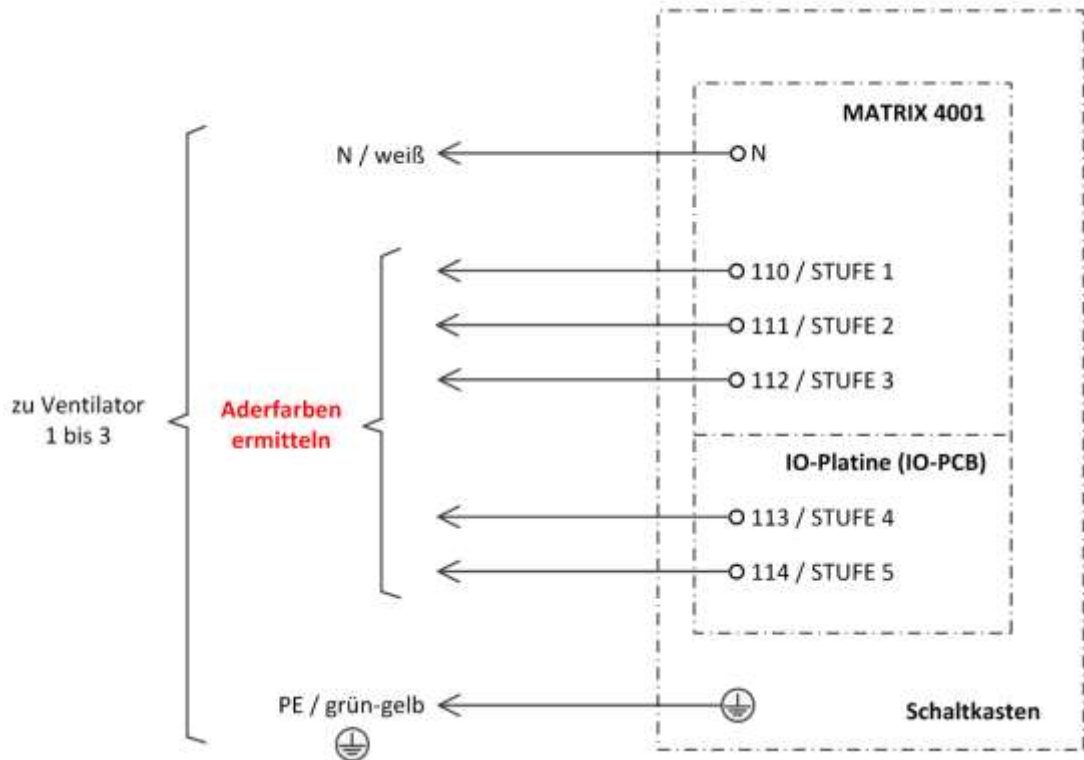 MATRIX 4001
N / weiß
N
110 / STUFE 1
111 / STUFE 2
112 / STUFE 3
zu Ventilator
1 bis 3
Aderfarben
ermitteln
IO-Platine (IO-PCB)
113 / STUFE 4
114 / STUFE 5
PE / grün-gelb
Schaltkasten